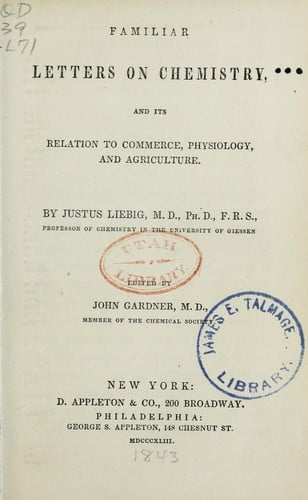 QD
39
L71
FAMILIAR
LETTERS ON CHEMISTRY,
AND ITS
RELATION TO COMMERCE, PHYSIOLOGY,
AND AGRICULTURE.
BY JUSTUS LIEBIG, M. D., PH. D., F. R. S.,
PROFESSOR OF CHEMISTRY IN THE UNIVERSITY OF GIESSEN
UTAH
LIBRARY
EDITED BY
JOHN GARDNER, M. D.,
MEMBER OF THE CHEMICAL SOCIETY.
JAMES E. TALMAGE.
LIBRARY.
NEW YORK:
D. APPLETON & CO., 200 BROADWAY.
PHILADELPHIA:
GEORGE S. APPLETON, 148 CHESNUT ST.
MDCCCXLIII.
1843